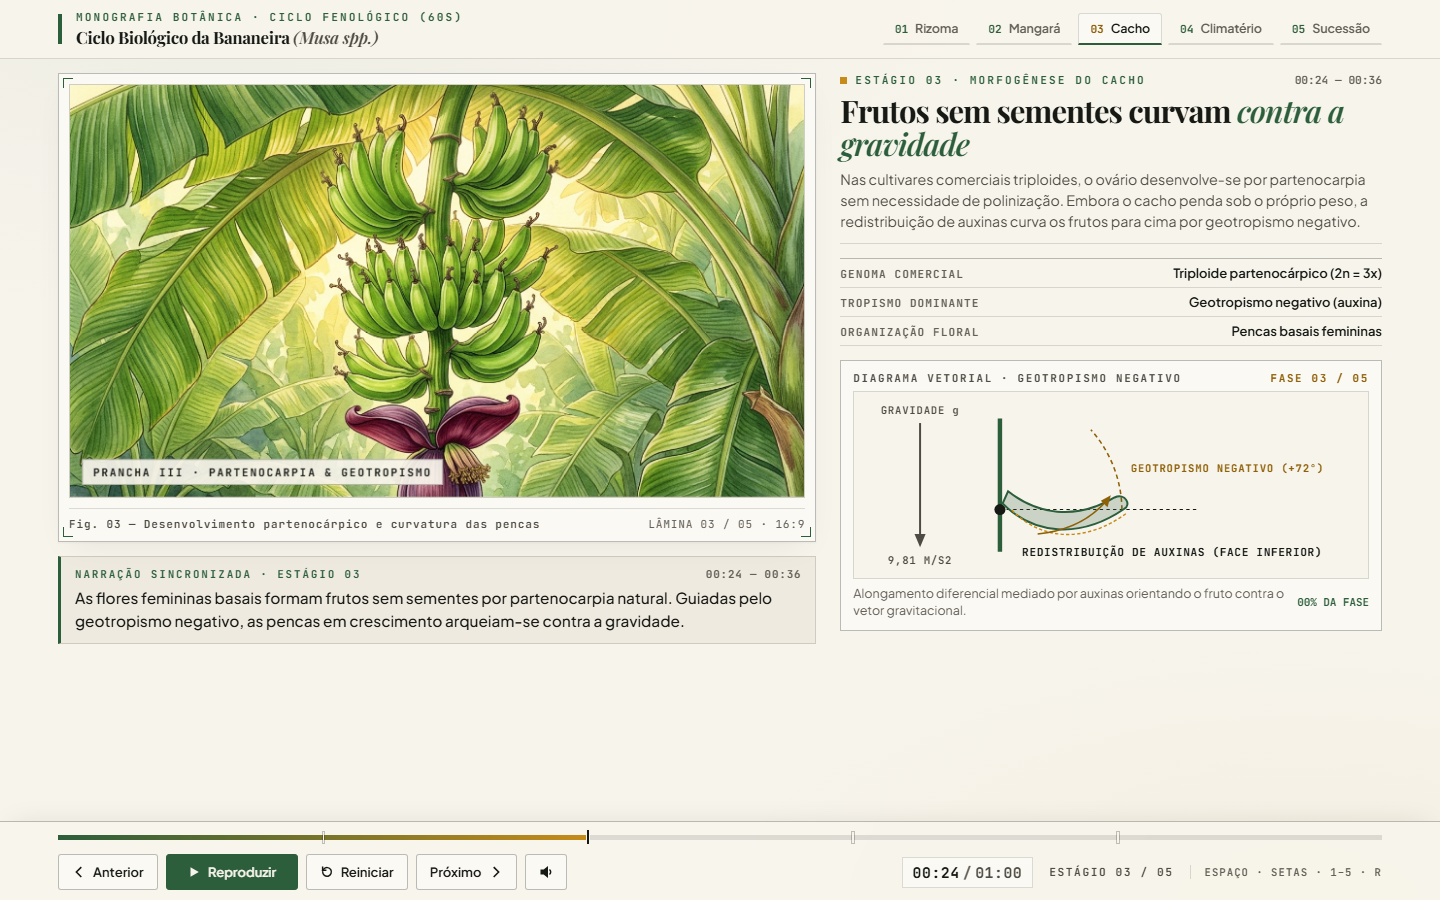 MONOGRAFIA BOTÂNICA · CICLO FENOLÓGICO (60S)
Ciclo Biológico da Bananeira (Musa spp.)
01 Rizoma
02 Mangará
03 Cacho
04 Climatério
05 Sucessão
PRANCHA III · PARTENOCARPIA & GEOTROPISMO
Fig. 03 — Desenvolvimento partenocárpico e curvatura das pencas
LÂMINA 03 / 05 · 16:9
NARRAÇÃO SINCRONIZADA · ESTÁGIO 03
00:24 — 00:36
As flores femininas basais formam frutos sem sementes por partenocarpia natural. Guiadas pelo
geotropismo negativo, as pencas em crescimento arqueiam-se contra a gravidade.
ESTÁGIO 03 · MORFOGÊNESE DO CACHO
00:24 — 00:36
Frutos sem sementes curvam contra a
gravidade
Nas cultivares comerciais triploides, o ovário desenvolve-se por partenocarpia
sem necessidade de polinização. Embora o cacho penda sob o próprio peso, a
redistribuição de auxinas curva os frutos para cima por geotropismo negativo.
GENOMA COMERCIAL
Triploide partenocárpico (2n = 3x)
TROPISMO DOMINANTE
Geotropismo negativo (auxina)
ORGANIZAÇÃO FLORAL
Pencas basais femininas
DIAGRAMA VETORIAL · GEOTROPISMO NEGATIVO
FASE 03 / 05
GRAVIDADE g
GEOTROPISMO NEGATIVO (+72°)
REDISTRIBUIÇÃO DE AUXINAS (FACE INFERIOR)
9,81 M/S2
Alongamento diferencial mediado por auxinas orientando o fruto contra o
vetor gravitacional.
00% DA FASE
Anterior
Reproduzir
Reiniciar
Próximo
00:24 / 01:00
ESTÁGIO 03 / 05
ESPAÇO · SETAS · 1–5 · R